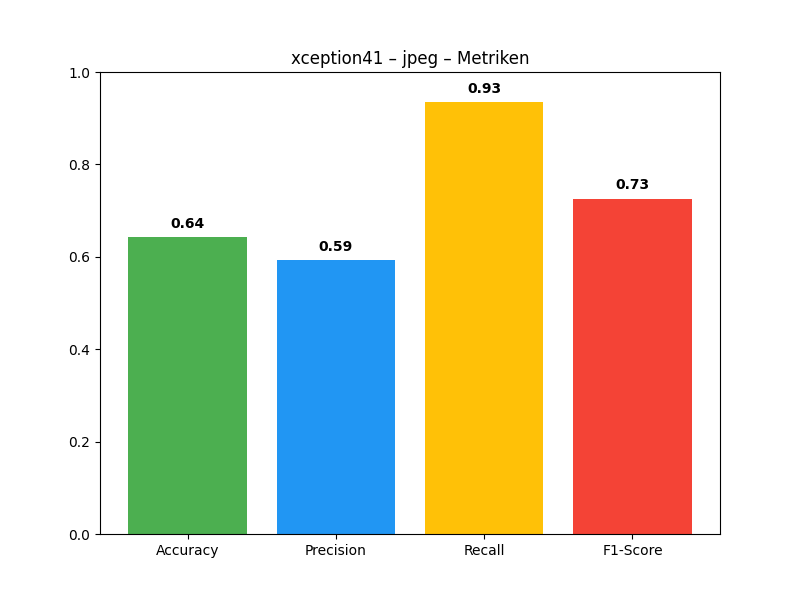 xception41 – jpeg – Metriken
1.0
0.8
0.6
0.4
0.2
0.0
0.64
0.59
0.93
0.73
Accuracy
Precision
Recall
F1-Score